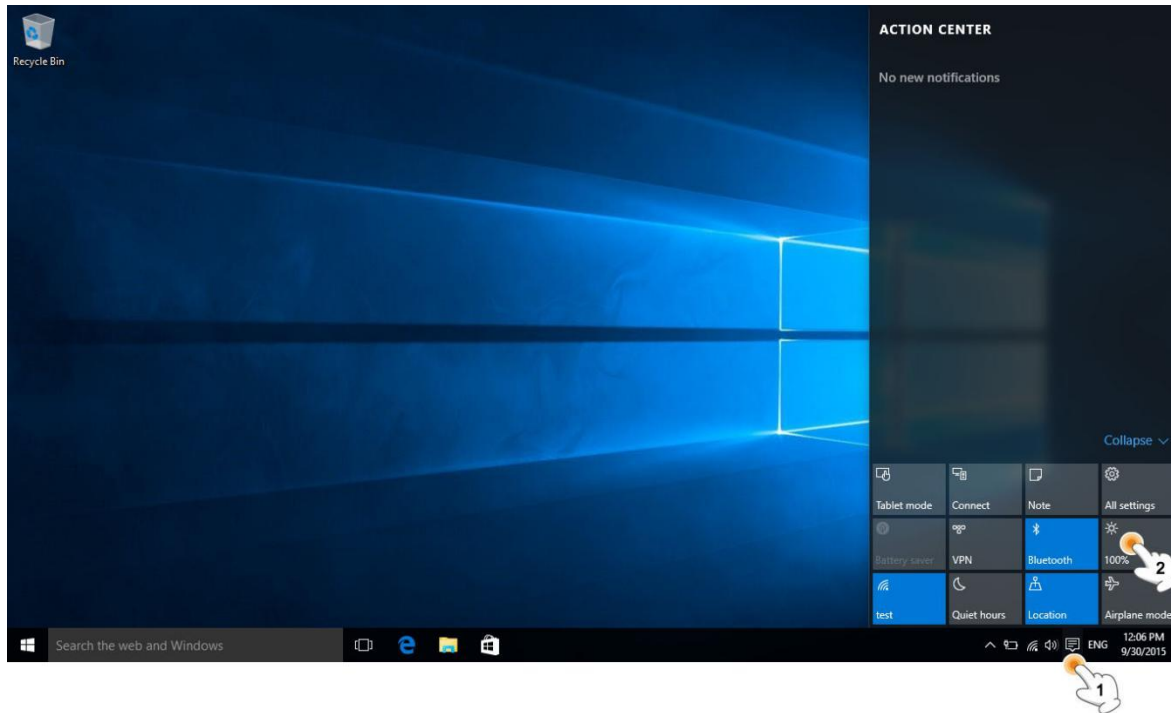 Recycle Bin
ACTION CENTER
No new notifications
Collapse
Tablet mode
Connect
Note
All settings
Battery saver
VPN
Bluetooth
100%
2
test
Quiet hours
Location
Airplane mode
Search the web and Windows
ENG
12:06 PM
9/30/2015
1